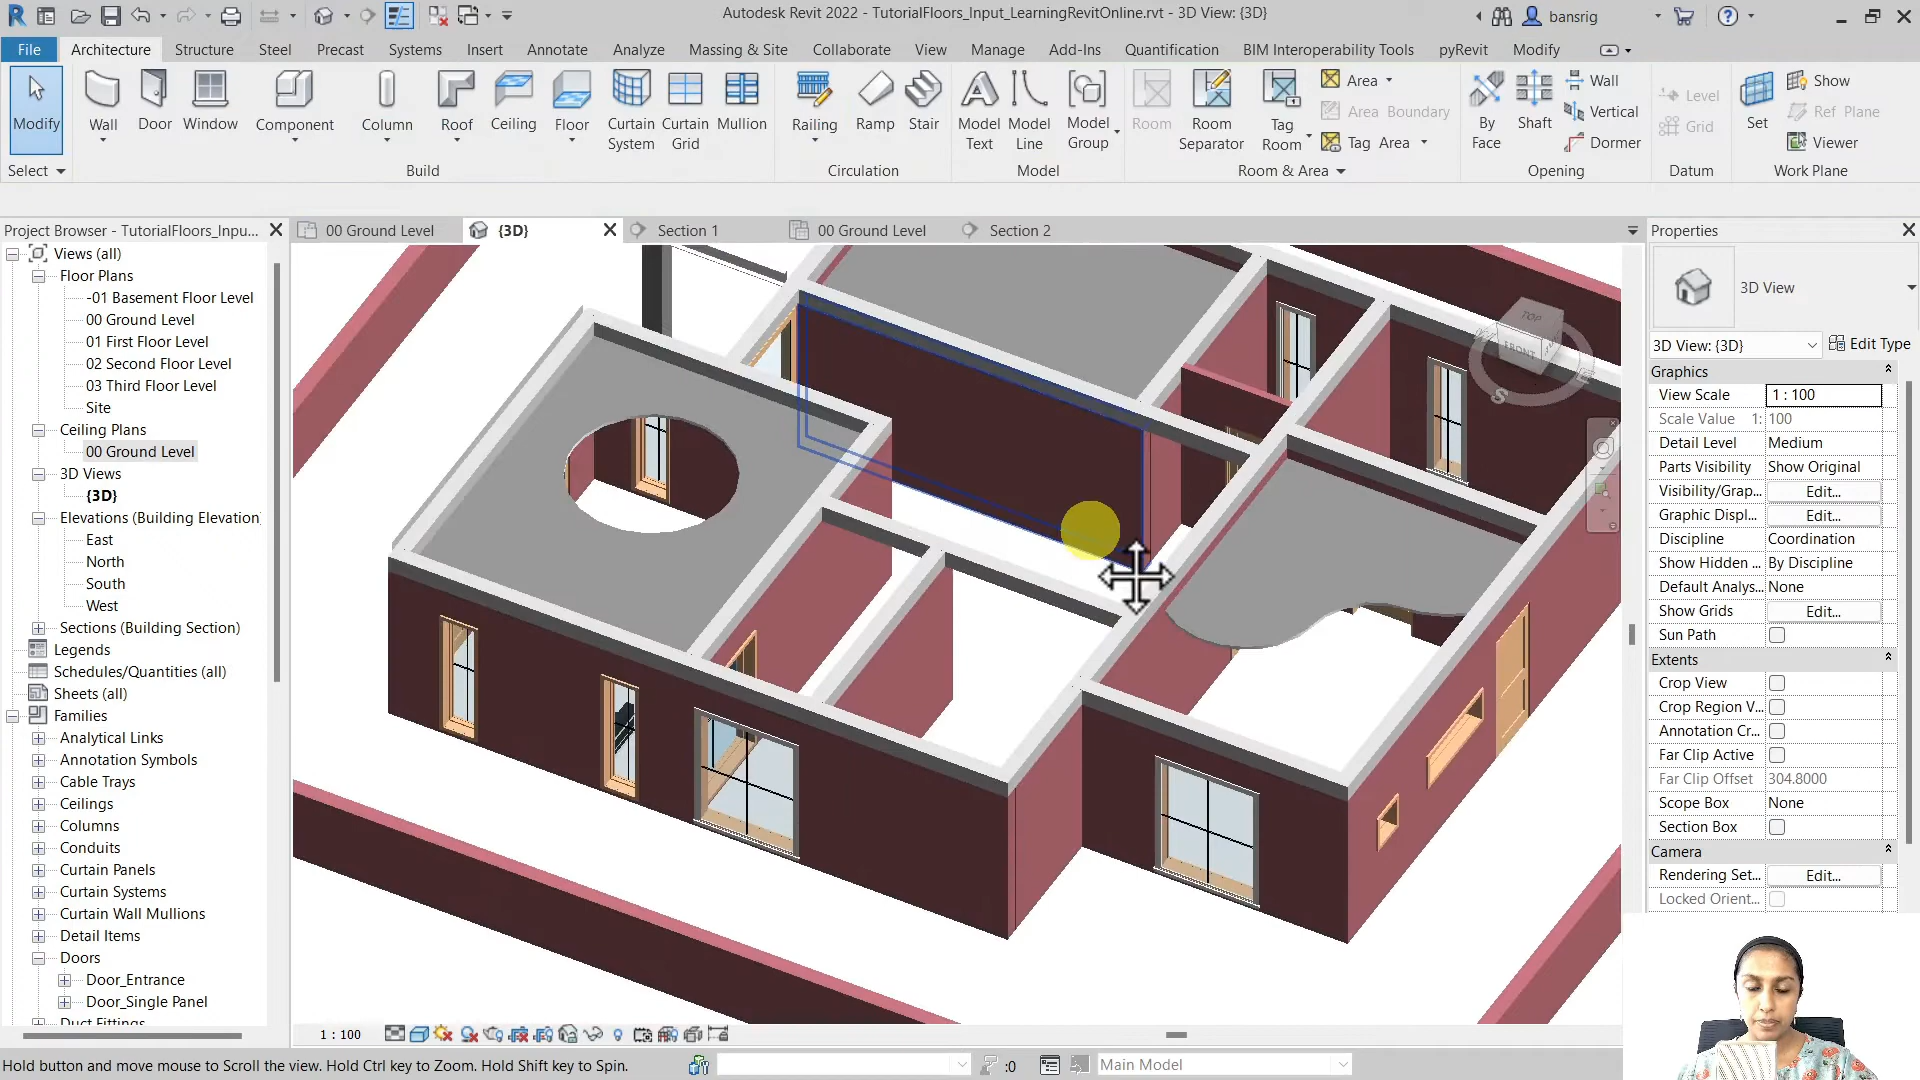 Autodesk Revit 2022 - TutorialFloors_Input_LearningRevitOnline.rvt - 3D View: {3D}
bansrig
File
Architecture
Structure
Steel
Precast
Systems
Insert
Annotate
Analyze
Massing & Site
Collaborate
View
Manage
Add-Ins
Quantification
BIM Interoperability Tools
pyRevit
Modify
Modify
Wall
Door
Window
Component
Column
Roof
Ceiling
Floor
Curtain System
Curtain Grid
Mullion
Railing
Ramp
Stair
Model Text
Model Line
Model Group
Room
Room Separator
Tag Room
Area
Area Boundary
Tag Area
By Face
Shaft
Wall
Vertical
Dormer
Level
Grid
Set
Show
Ref Plane
Viewer
Select
Build
Circulation
Model
Room & Area
Opening
Datum
Work Plane
Project Browser - TutorialFloors_Inpu...
00 Ground Level
{3D}
Section 1
00 Ground Level
Section 2
Views (all)
Floor Plans
-01 Basement Floor Level
00 Ground Level
01 First Floor Level
02 Second Floor Level
03 Third Floor Level
Site
Ceiling Plans
00 Ground Level
3D Views
{3D}
Elevations (Building Elevation)
East
North
South
West
Sections (Building Section)
Legends
Schedules/Quantities (all)
Sheets (all)
Families
Analytical Links
Annotation Symbols
Cable Trays
Ceilings
Columns
Conduits
Curtain Panels
Curtain Systems
Curtain Wall Mullions
Detail Items
Doors
Door_Entrance
Door_Single Panel
Duct Fittings
TOP
FRONT
S
Properties
3D View
3D View: {3D}
Edit Type
Graphics
View Scale 1 : 100
Scale Value 1: 100
Detail Level Medium
Parts Visibility Show Original
Visibility/Grap... Edit...
Graphic Displ... Edit...
Discipline Coordination
Show Hidden ... By Discipline
Default Analys... None
Show Grids Edit...
Sun Path
Extents
Crop View
Crop Region V...
Annotation Cr...
Far Clip Active
Far Clip Offset 304.8000
Scope Box None
Section Box
Camera
Rendering Set... Edit...
Locked Orient...
1 : 100
Hold button and move mouse to Scroll the view. Hold Ctrl key to Zoom. Hold Shift key to Spin.
:0
Main Model